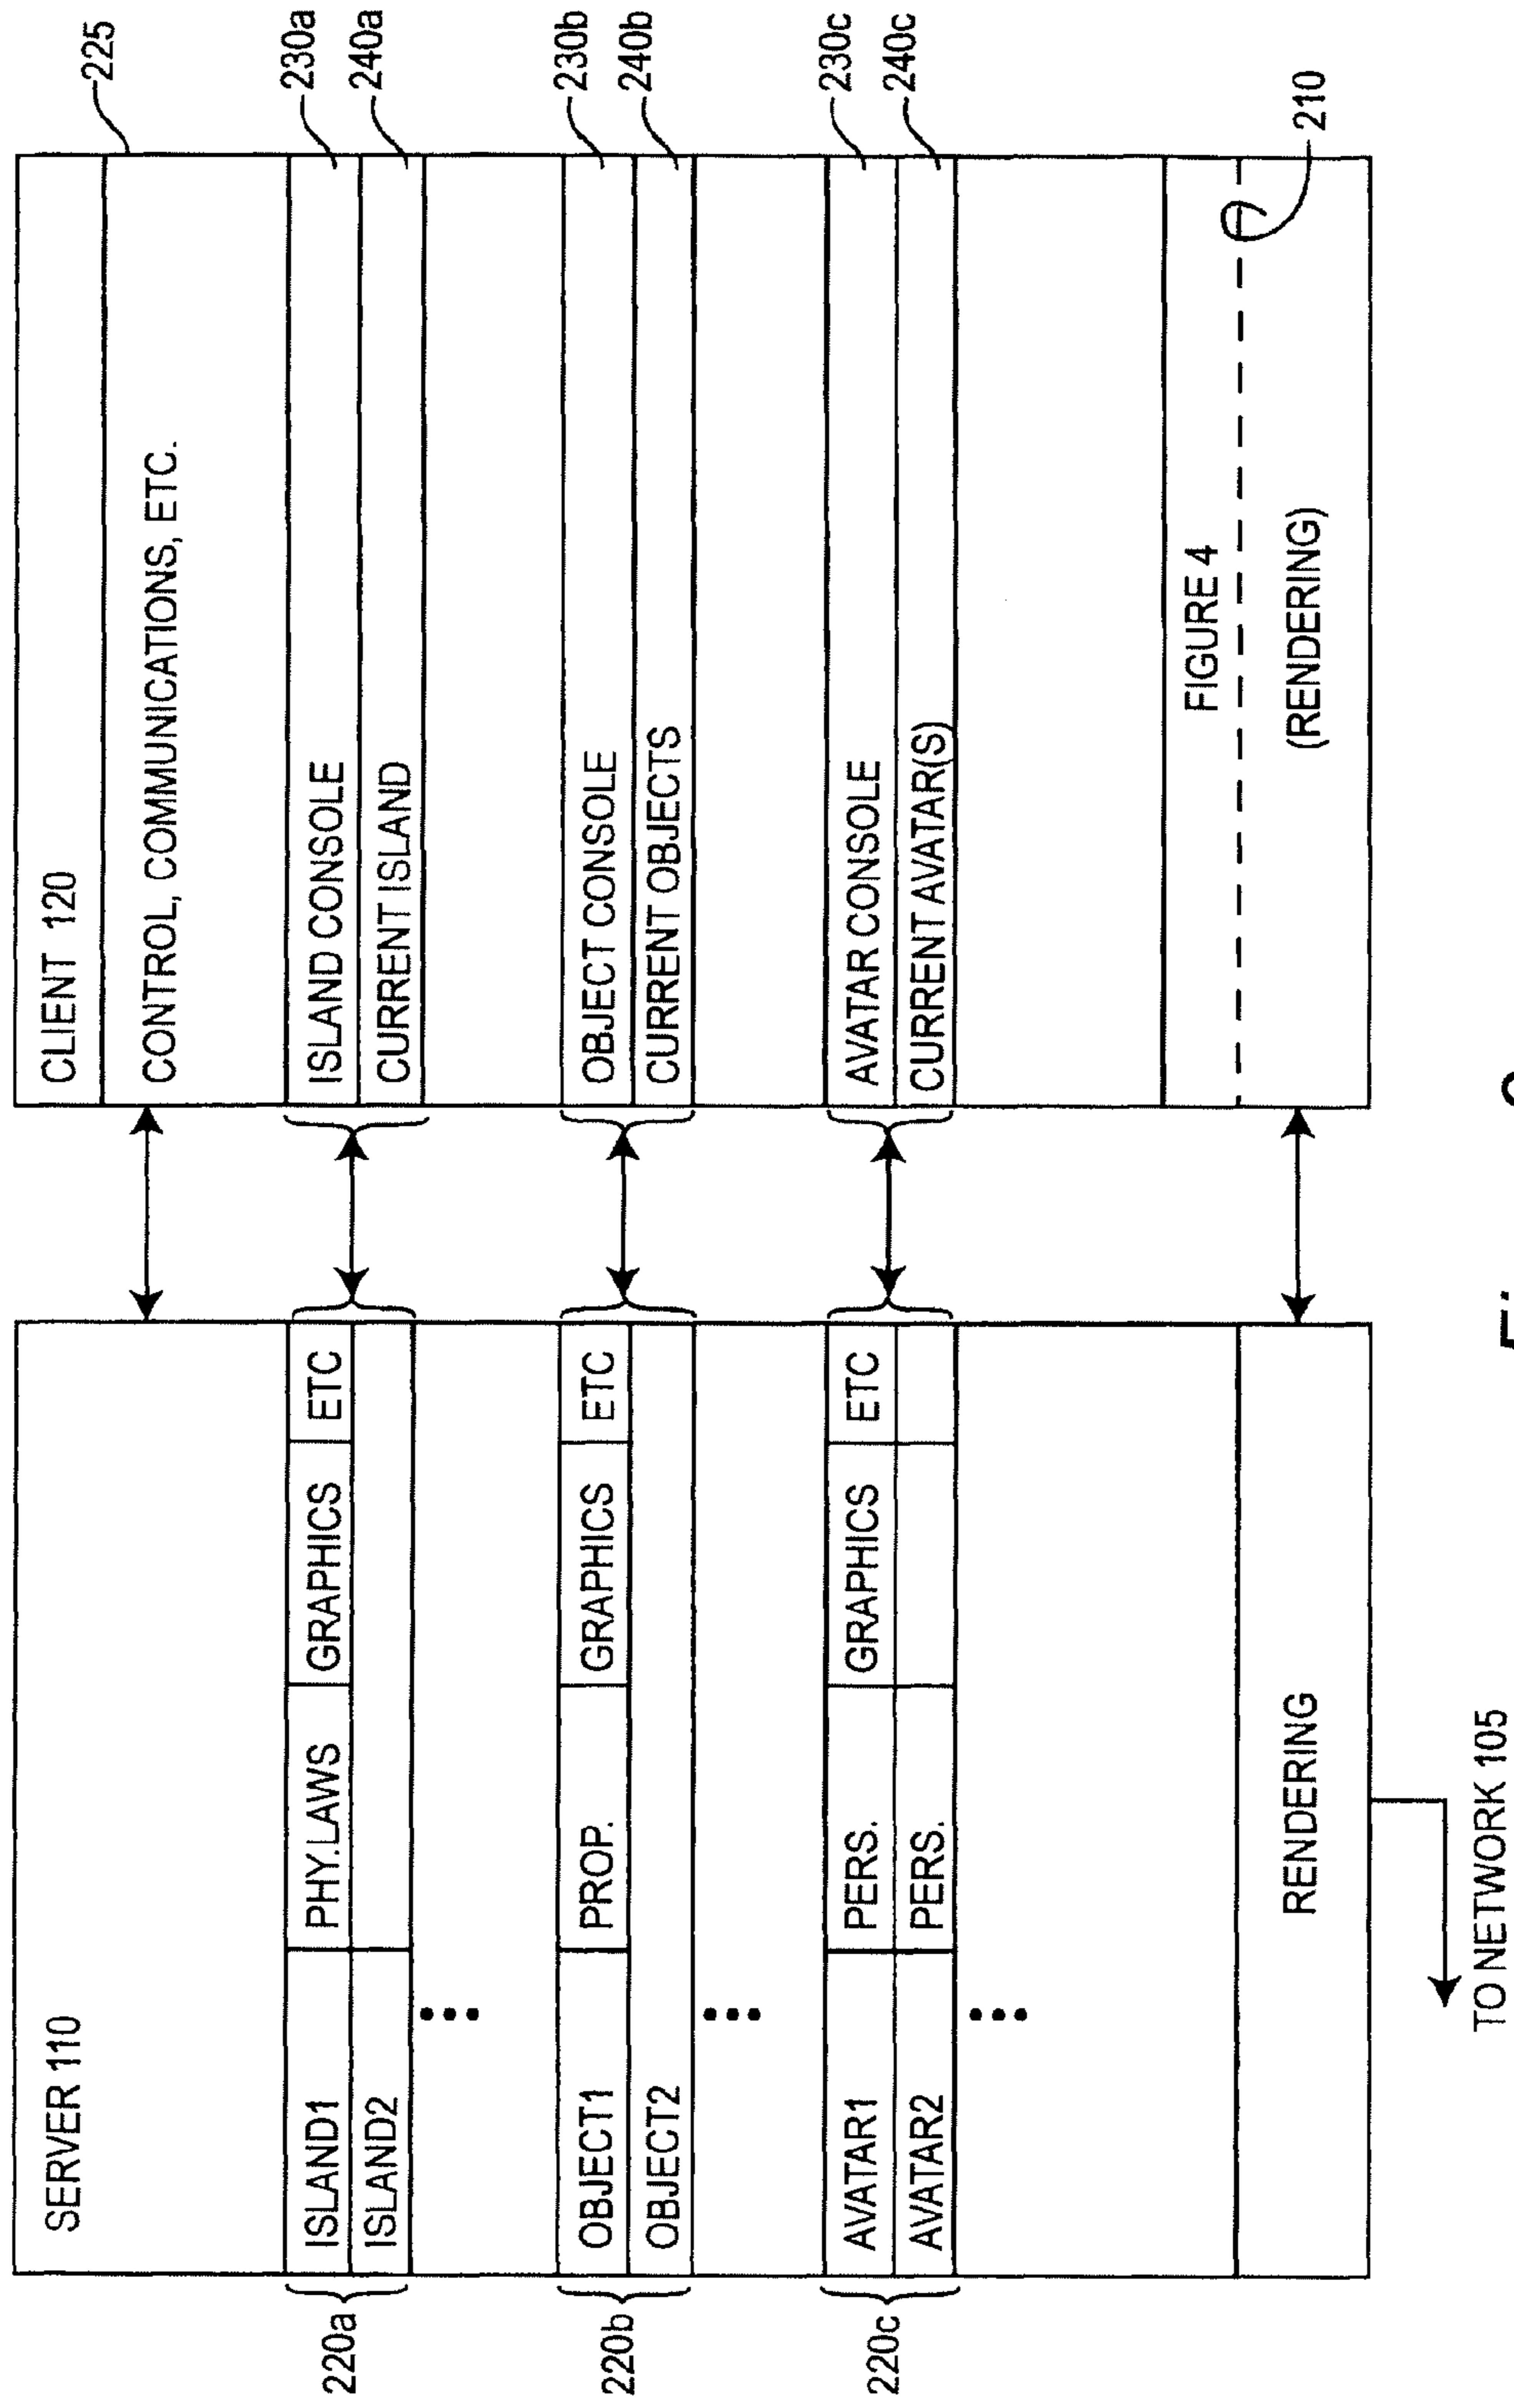 SERVER 110
220a
ISLAND1 PHY.LAWS GRAPHICS ETC
ISLAND2
220b
OBJECT1 PROP. GRAPHICS ETC
OBJECT2
220c
AVATAR1 PERS. GRAPHICS ETC
AVATAR2 PERS.
RENDERING
TO NETWORK 105
CLIENT 120
225
CONTROL, COMMUNICATIONS, ETC.
ISLAND CONSOLE 230a
CURRENT ISLAND 240a
OBJECT CONSOLE 230b
CURRENT OBJECTS 240b
AVATAR CONSOLE 230c
CURRENT AVATAR(S) 240c
FIGURE 4
(RENDERING)
210